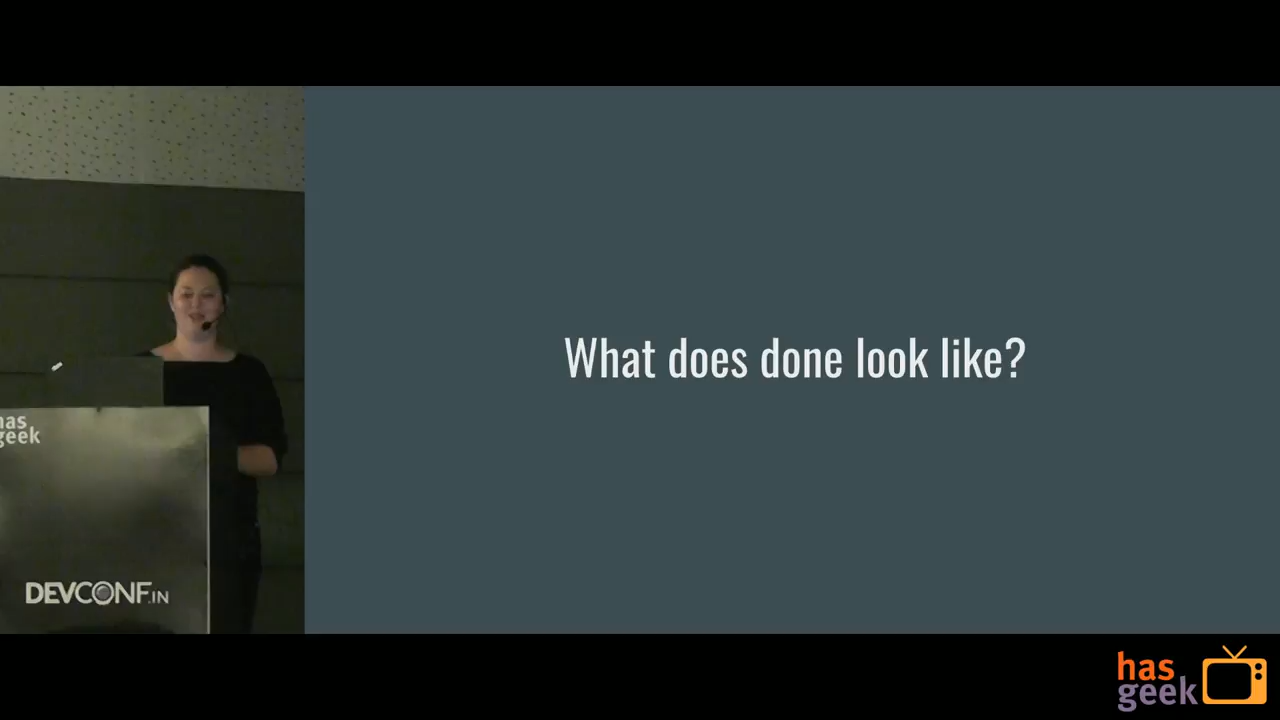 What does done look like?
has
geek
DEVCONF.IN
has
geek